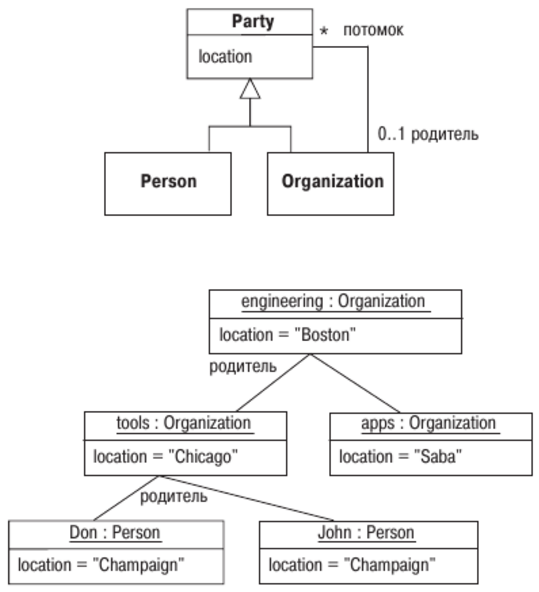 Party
* потомок
location
0..1 родитель
Person
Organization
engineering : Organization
location = "Boston"
родитель
tools : Organization
apps : Organization
location = "Chicago"
location = "Saba"
родитель
Don : Person
John : Person
location = "Champaign"
location = "Champaign"